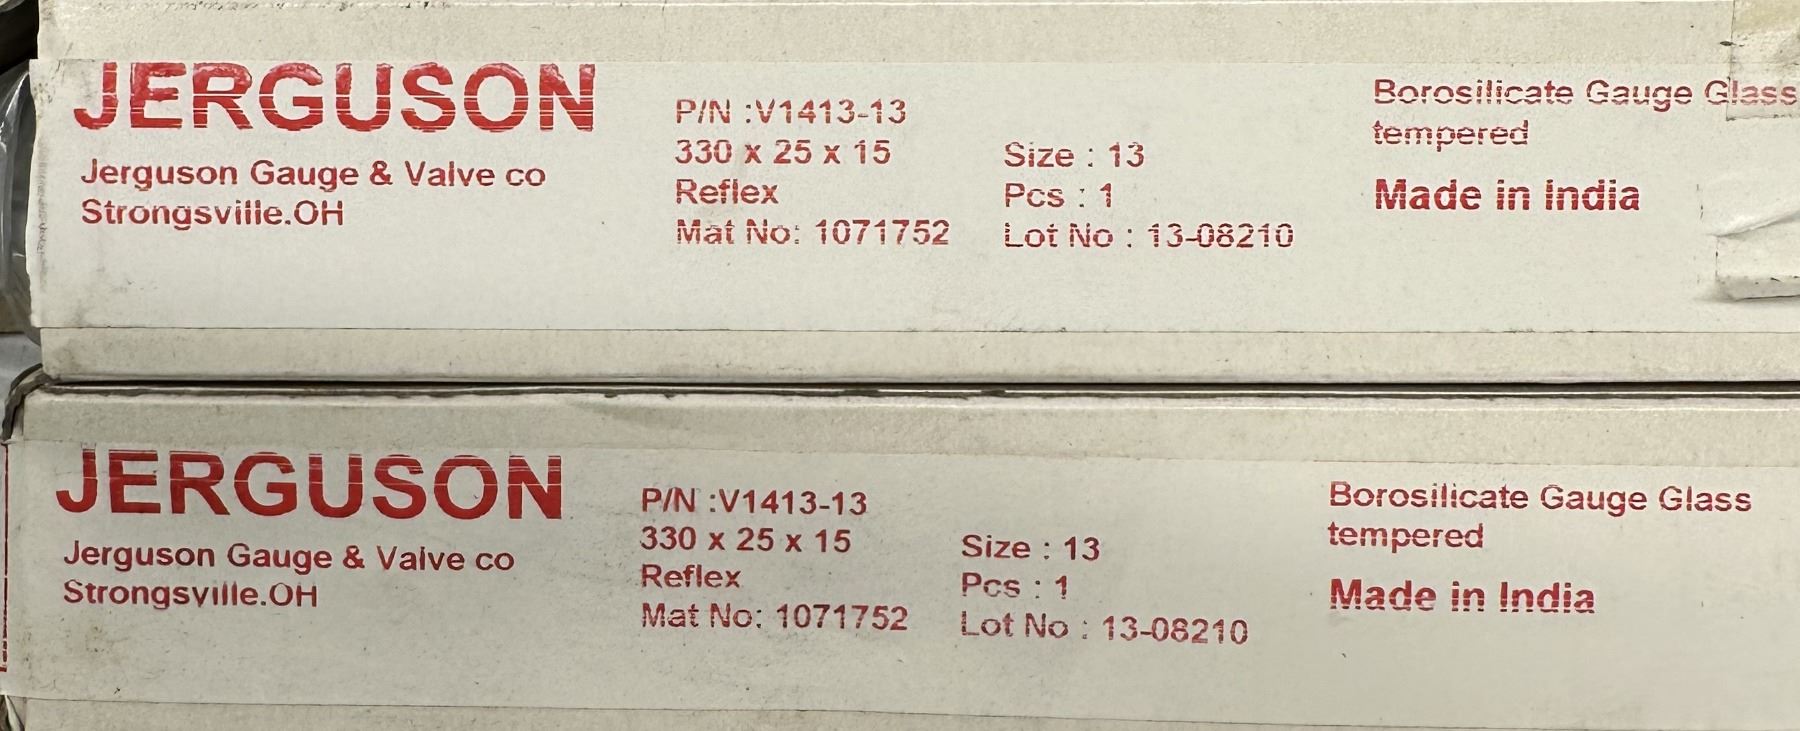 JERGUSON
Jerguson Gauge & Valve co
Strongsville.OH
P/N :V1413-13
330 x 25 x 15
Reflex
Mat No: 1071752
Size : 13
Pcs : 1
Lot No : 13-08210
Borosilicate Gauge Glass
tempered
Made in India
JERGUSON
Jerguson Gauge & Valve co
Strongsville.OH
P/N :V1413-13
330 x 25 x 15
Reflex
Mat No: 1071752
Size : 13
Pcs : 1
Lot No : 13-08210
Borosilicate Gauge Glass
tempered
Made in India